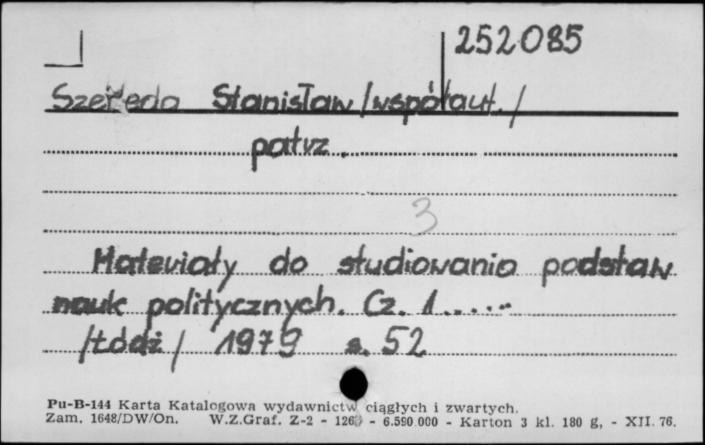 252085
Szereda Stanisław /współaut./
patrz.
3
Materiały do studiowania podstaw
nauk politycznych. Cz. 1.....
/Łódź/ 1979 s. 52
Pu-B-144 Karta Katalogowa wydawnictw ciągłych i zwartych.
Zam. 1648/DW/On. W.Z.Graf. Z-2 - - 6.590.000 - Karton 3 kl. 180 g, - XII. 76.